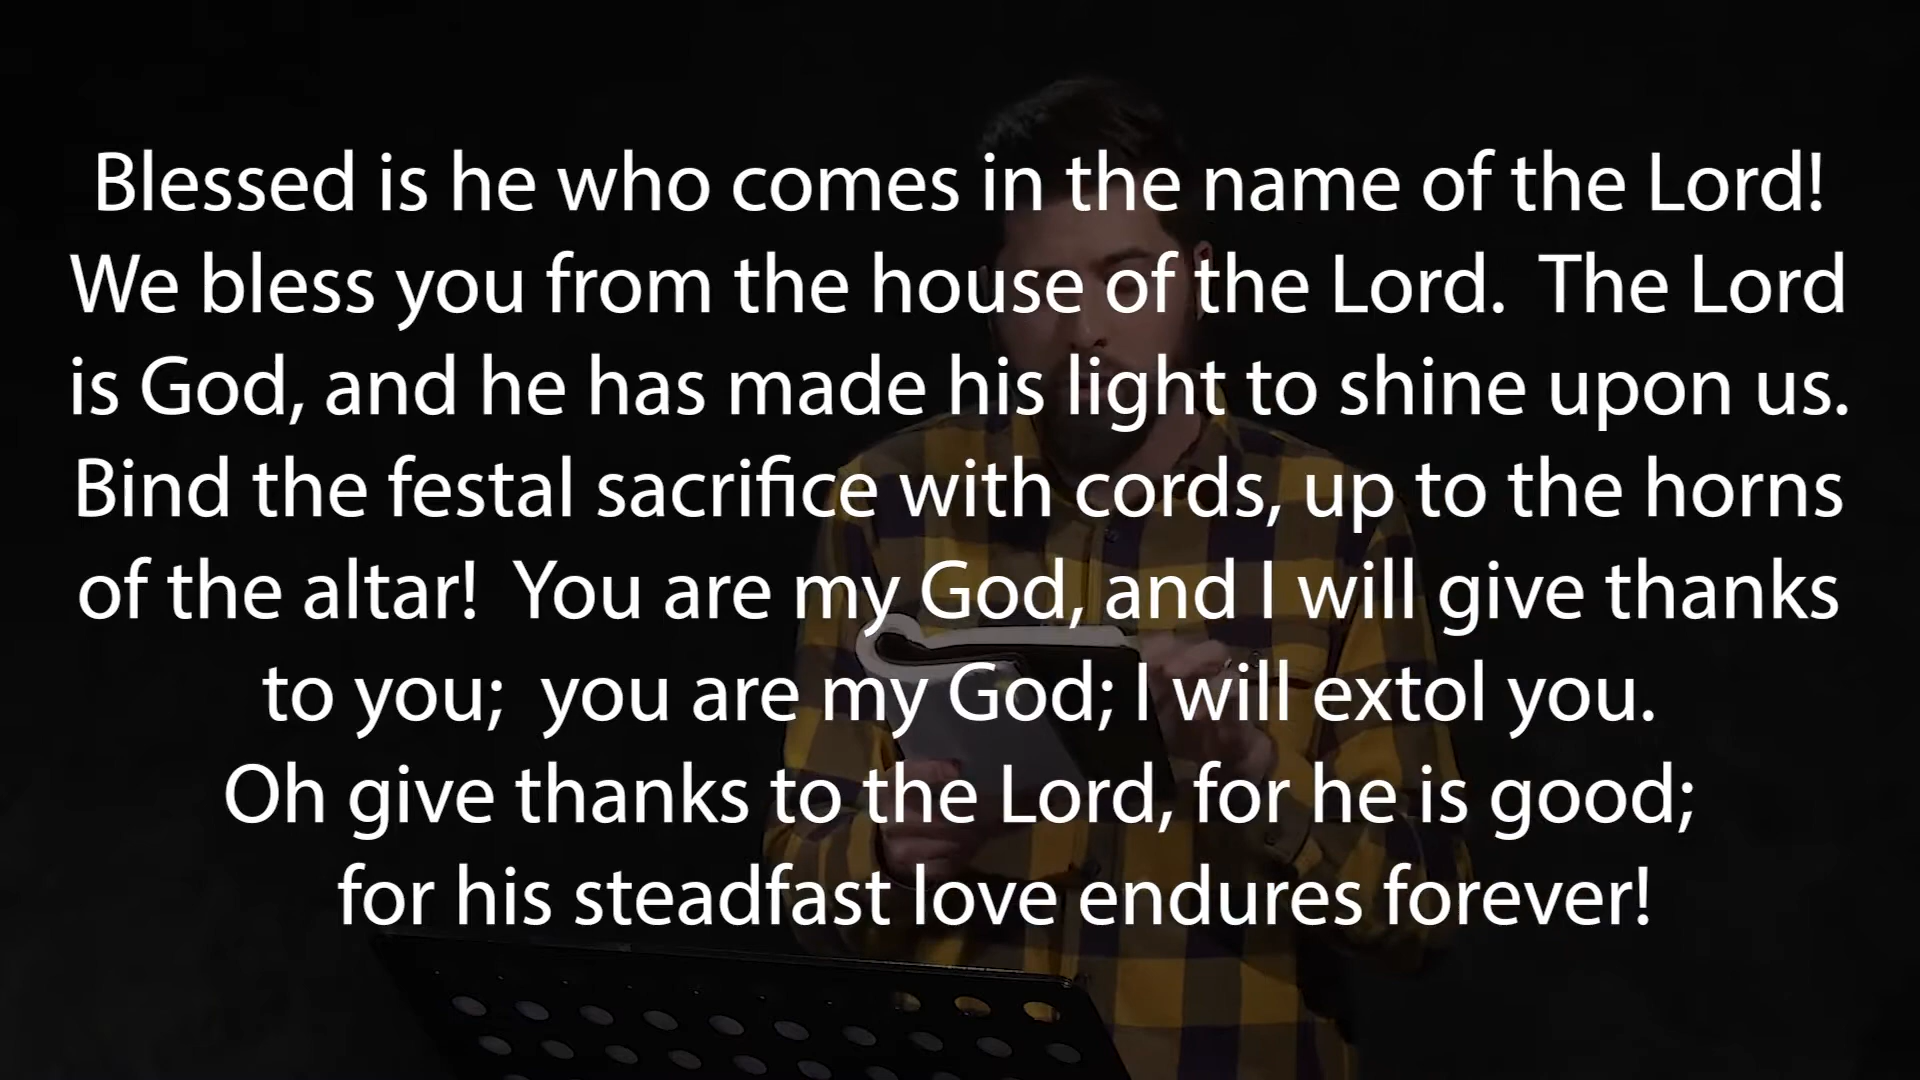 Blessed is he who comes in the name of the Lord!
We bless you from the house of the Lord.  The Lord
is God, and he has made his light to shine upon us.
Bind the festal sacrifice with cords, up to the horns
of the altar!  You are my God, and I will give thanks
to you;  you are my God; I will extol you.
Oh give thanks to the Lord, for he is good;
for his steadfast love endures forever!